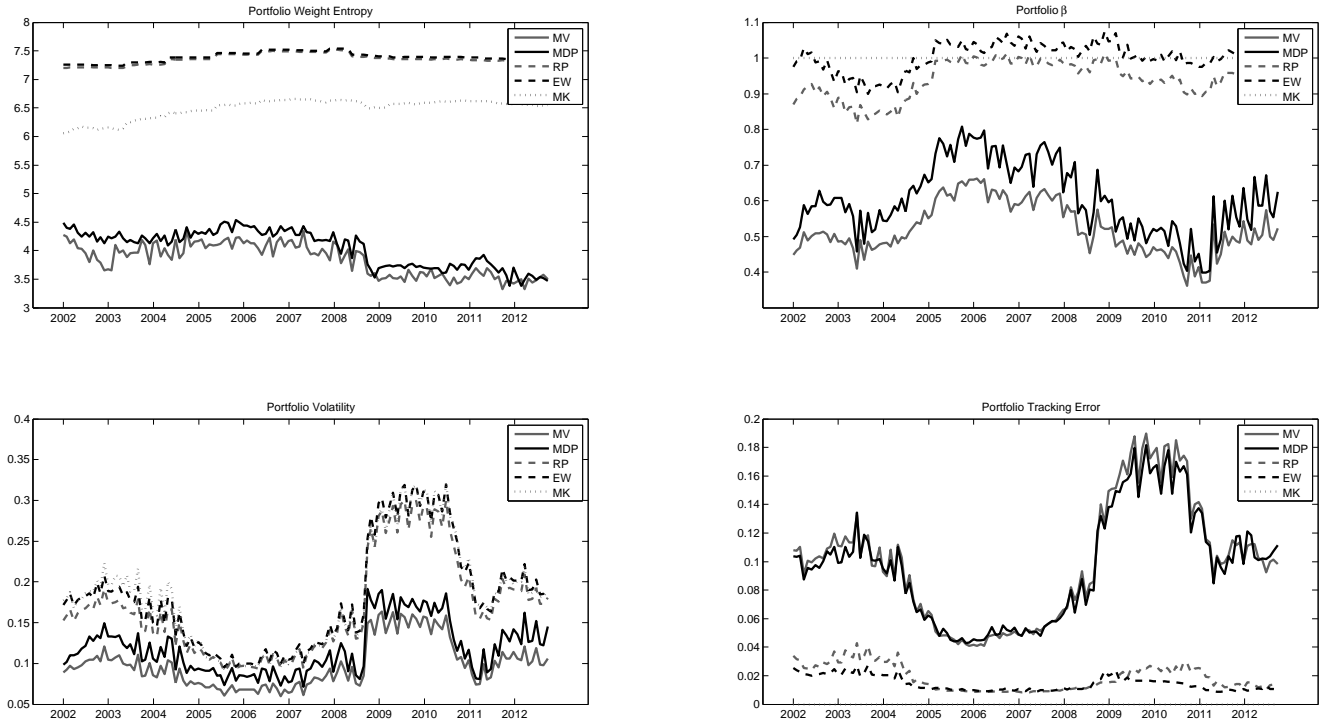 Portfolio Weight Entropy
8
7.5
7
6.5
6
5.5
5
4.5
4
3.5
3
2002 2003 2004 2005 2006 2007 2008 2009 2010 2011 2012
MV
MDP
RP
EW
MK
Portfolio β
1.1
1
0.9
0.8
0.7
0.6
0.5
0.4
2002 2003 2004 2005 2006 2007 2008 2009 2010 2011 2012
MV
MDP
RP
EW
MK
Portfolio Volatility
0.4
0.35
0.3
0.25
0.2
0.15
0.1
0.05
2002 2003 2004 2005 2006 2007 2008 2009 2010 2011 2012
MV
MDP
RP
EW
MK
Portfolio Tracking Error
0.2
0.18
0.16
0.14
0.12
0.1
0.08
0.06
0.04
0.02
0
2002 2003 2004 2005 2006 2007 2008 2009 2010 2011 2012
MV
MDP
RP
EW
MK